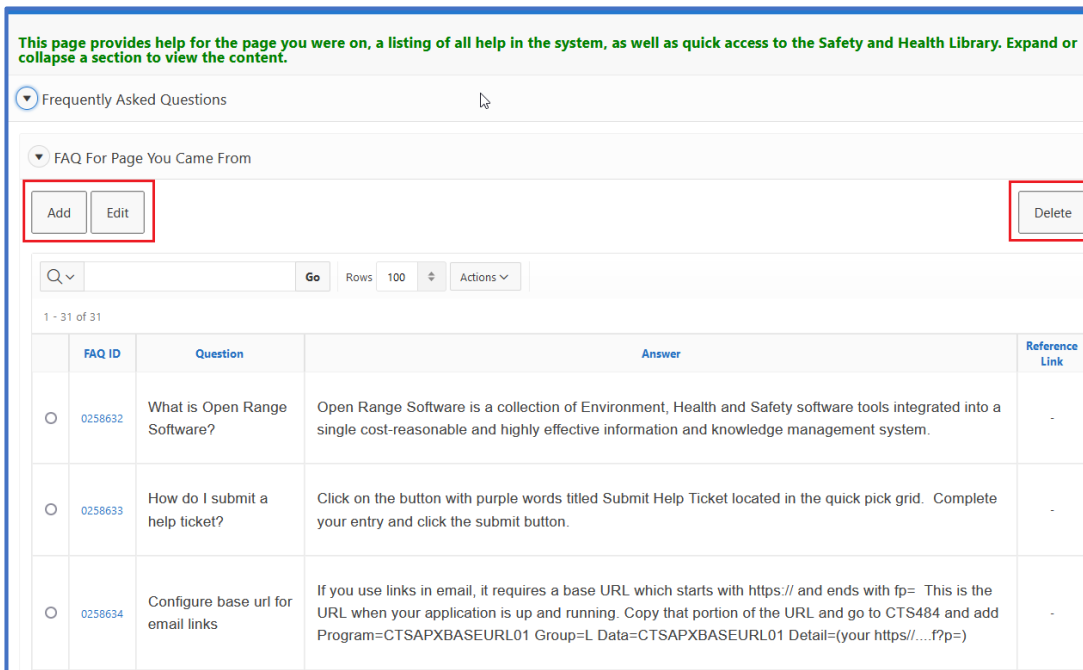 This page provides help for the page you were on, a listing of all help in the system, as well as quick access to the Safety and Health Library. Expand or
collapse a section to view the content.
Frequently Asked Questions
FAQ For Page You Came From
Add Edit Delete
Go Rows 100 Actions
1 - 31 of 31
FAQ ID Question Answer Reference
Link
What is Open Range Open Range Software is a collection of Environment, Health and Safety software tools integrated into a
0258632 -
Software? single cost-reasonable and highly effective information and knowledge management system.
How do I submit a Click on the button with purple words titled Submit Help Ticket located in the quick pick grid. Complete
0258633 -
help ticket? your entry and click the submit button.
If you use links in email, it requires a base URL which starts with https:// and ends with fp= This is the
Configure base url for URL when your application is up and running. Copy that portion of the URL and go to CTS484 and add
0258634 -
email links Program=CTSAPXBASEURL01 Group=L Data=CTSAPXBASEURL01 Detail=(your https//....f?p=)